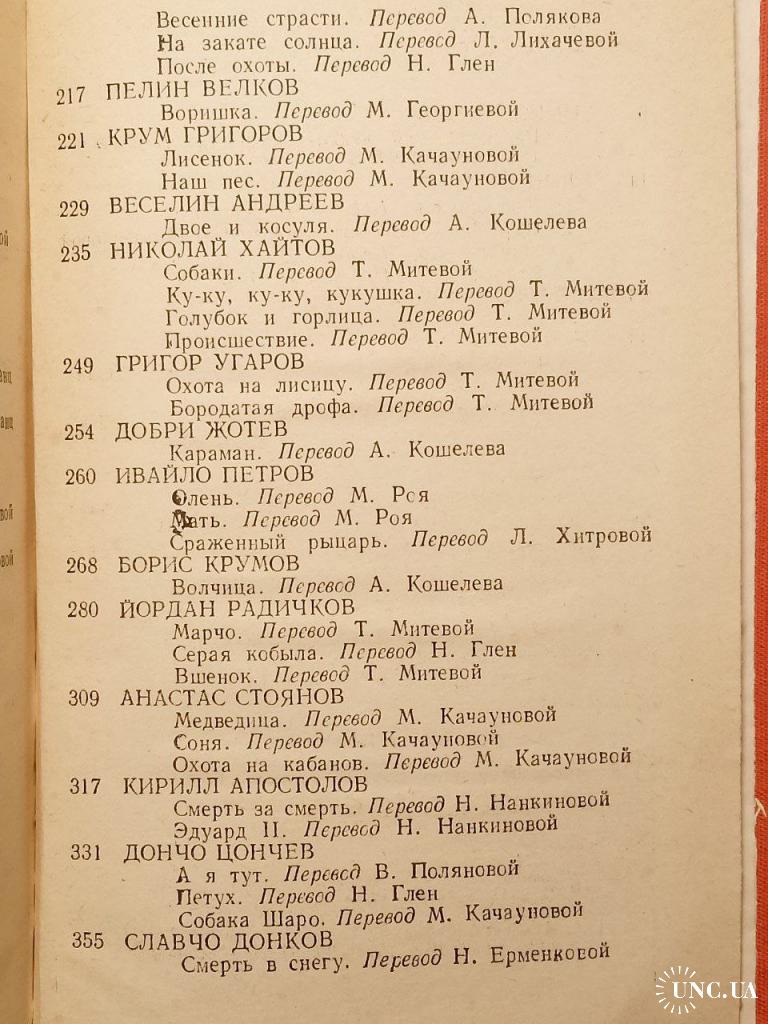 Весенние страсти. Перевод А. Полякова
На закате солнца. Перевод Л. Лихачевой
После охоты. Перевод Н. Глен
217 ПЕЛИН ВЕЛКОВ
Воришка. Перевод М. Георгиевой
221 КРУМ ГРИГОРОВ
Лисенок. Перевод М. Качауновой
Наш пес. Перевод М. Качауновой
229 ВЕСЕЛИН АНДРЕЕВ
Двое и косуля. Перевод А. Кошелева
235 НИКОЛАЙ ХАЙТОВ
Собаки. Перевод Т. Митевой
Ку-ку, ку-ку, кукушка. Перевод Т. Митевой
Голубок и горлица. Перевод Т. Митевой
Происшествие. Перевод Т. Митевой
249 ГРИГОР УГАРОВ
Охота на лисицу. Перевод Т. Митевой
Бородатая дрофа. Перевод Т. Митевой
254 ДОБРИ ЖОТЕВ
Караман. Перевод А. Кошелева
260 ИВАЙЛО ПЕТРОВ
Олень. Перевод М. Роя
Мать. Перевод М. Роя
Сраженный рыцарь. Перевод Л. Хитровой
268 БОРИС КРУМОВ
Волчица. Перевод А. Кошелева
280 ЙОРДАН РАДИЧКОВ
Марчо. Перевод Т. Митевой
Серая кобыла. Перевод Н. Глен
Вшенок. Перевод Т. Митевой
309 АНАСТАС СТОЯНОВ
Медведица. Перевод М. Качауновой
Соня. Перевод М. Качауновой
Охота на кабанов. Перевод М. Качауновой
317 КИРИЛЛ АПОСТОЛОВ
Смерть за смерть. Перевод Н. Нанкиновой
Эдуард II. Перевод Н. Нанкиновой
331 ДОНЧО ЦОНЧЕВ
А я тут. Перевод В. Поляновой
Петух. Перевод Н. Глен
Собака Шаро. Перевод М. Качауновой
355 СЛАВЧО ДОНКОВ
Смерть в снегу. Перевод Н. Ерменковой
UNC.UA